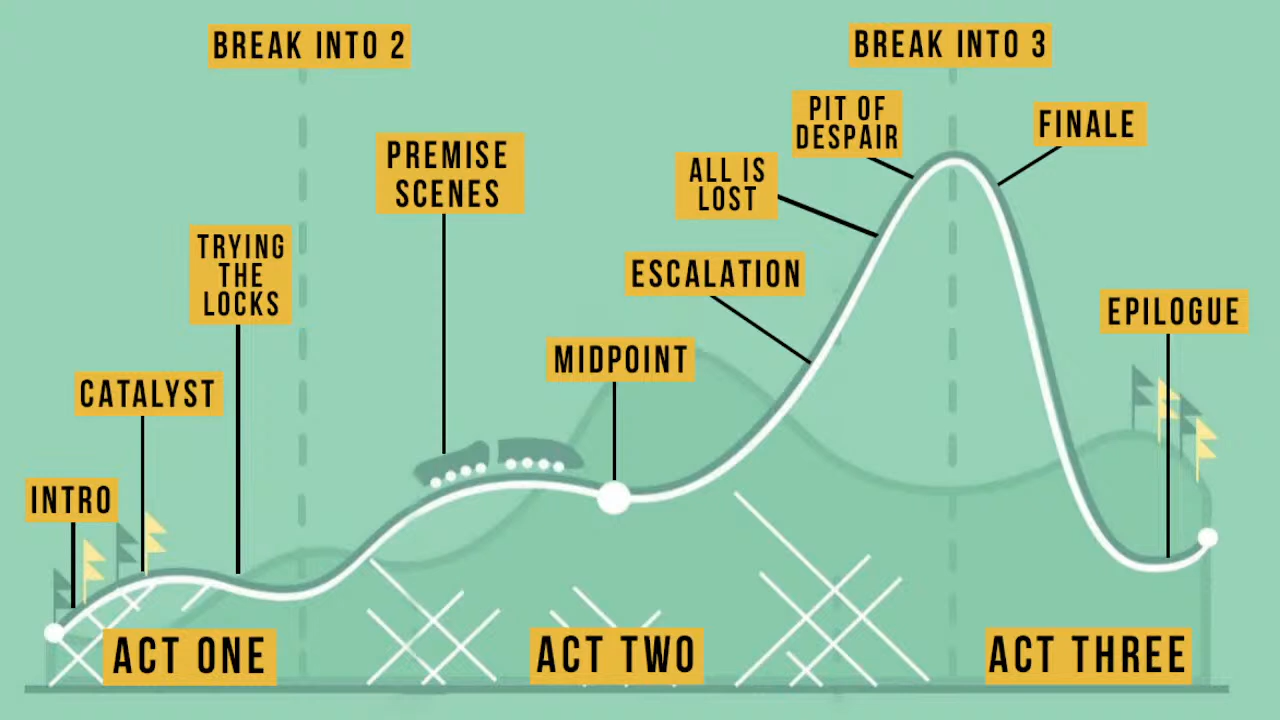 BREAK INTO 2
BREAK INTO 3
PIT OF
DESPAIR
FINALE
PREMISE
SCENES
ALL IS
LOST
TRYING
THE
LOCKS
ESCALATION
EPILOGUE
MIDPOINT
CATALYST
INTRO
ACT ONE
ACT TWO
ACT THREE